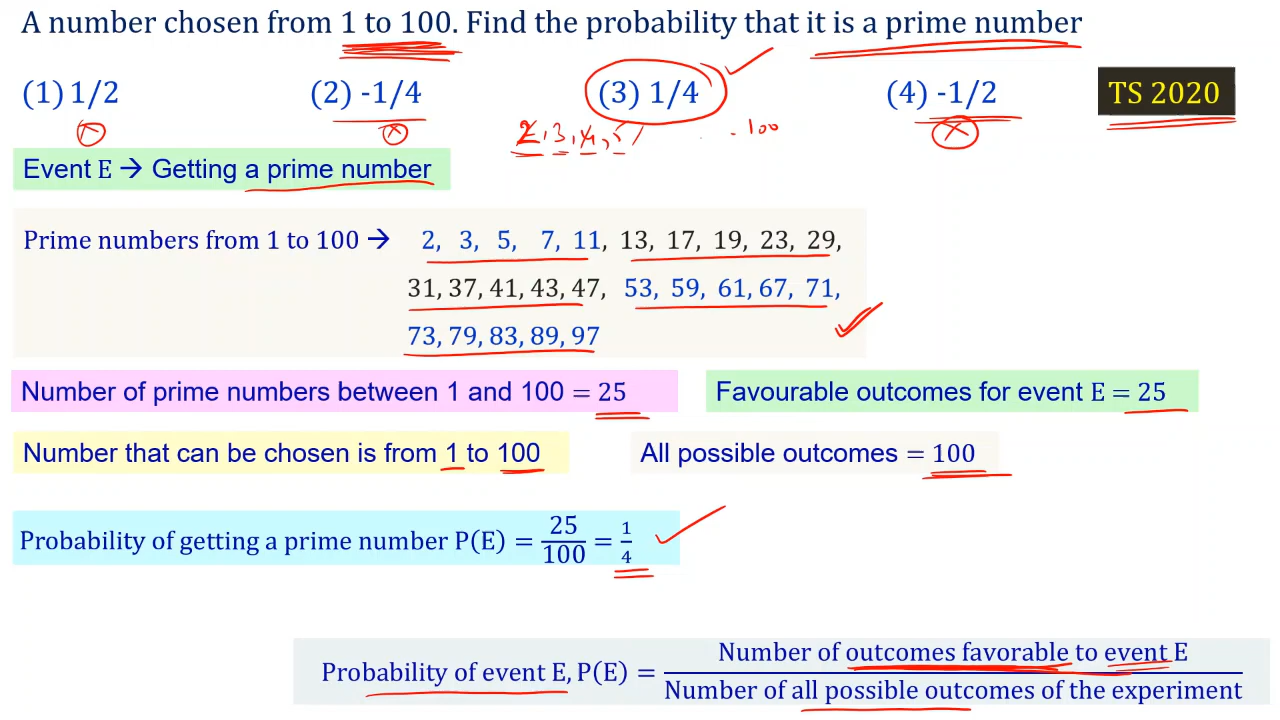 A number chosen from 1 to 100. Find the probability that it is a prime number
(1) 1/2 (2) -1/4 (3) 1/4 (4) -1/2 TS 2020
2, 3, 4, 5, . . 100
Event E → Getting a prime number
Prime numbers from 1 to 100 → 2, 3, 5, 7, 11, 13, 17, 19, 23, 29,
31, 37, 41, 43, 47, 53, 59, 61, 67, 71,
73, 79, 83, 89, 97
Number of prime numbers between 1 and 100 = 25 Favourable outcomes for event E = 25
Number that can be chosen is from 1 to 100 All possible outcomes = 100
Probability of getting a prime number P(E) = 25/100 = 1/4
Probability of event E, P(E) = Number of outcomes favorable to event E
Number of all possible outcomes of the experiment